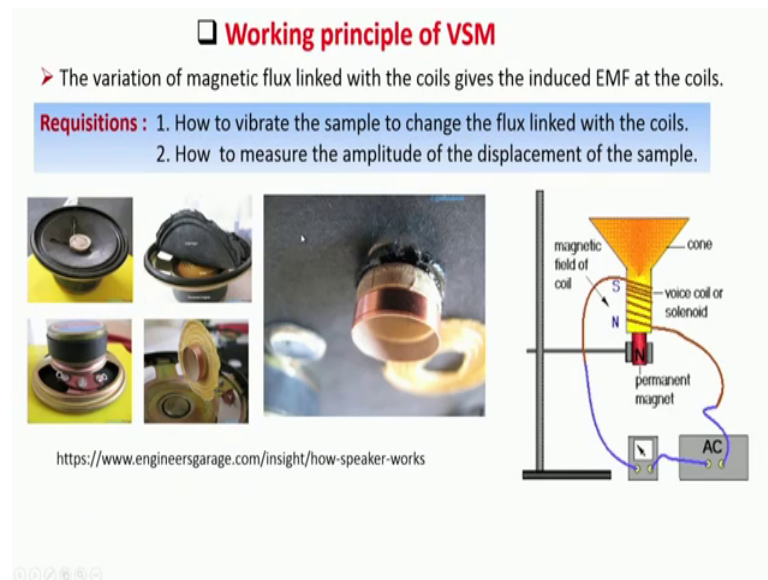 Working principle of VSM
The variation of magnetic flux linked with the coils gives the induced EMF at the coils.
Requisitions : 1. How to vibrate the sample to change the flux linked with the coils.
2. How to measure the amplitude of the displacement of the sample.
magnetic
field of
coil
cone
S
voice coil or
solenoid
N
N
permanent
magnet
AC
https://www.engineersgarage.com/insight/how-speaker-works